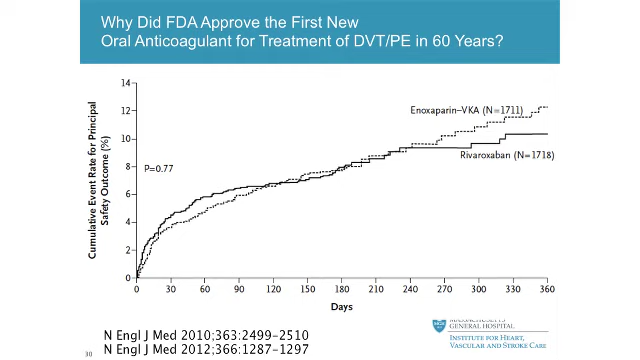 Why Did FDA Approve the First New
Oral Anticoagulant for Treatment of DVT/PE in 60 Years?
Cumulative Event Rate for Principal
Safety Outcome (%)
14
12
10
8
6
4
2
0
P=0.77
Enoxaparin–VKA (N=1711)
Rivaroxaban (N=1718)
0 30 60 90 120 150 180 210 240 270 300 330 360
Days
N Engl J Med 2010;363:2499-2510
N Engl J Med 2012;366:1287-1297
MASSACHUSETTS
GENERAL HOSPITAL
INSTITUTE FOR HEART,
VASCULAR AND STROKE CARE
30